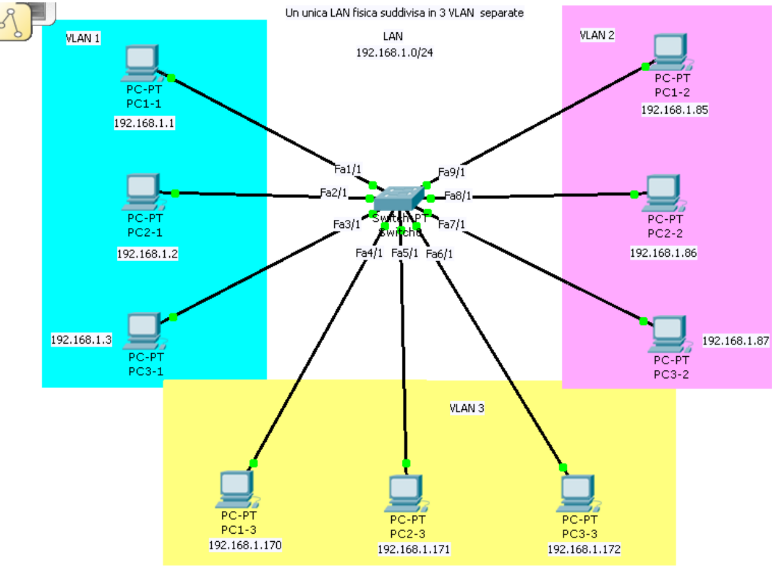 Un unica LAN fisica suddivisa in 3 VLAN separate
LAN
192.168.1.0/24
VLAN 1
PC-PT
PC1-1
192.168.1.1
PC-PT
PC2-1
192.168.1.2
192.168.1.3
PC-PT
PC3-1
VLAN 2
PC-PT
PC1-2
192.168.1.85
PC-PT
PC2-2
192.168.1.86
192.168.1.87
PC-PT
PC3-2
Fa1/1
Fa2/1
Fa3/1
Fa4/1
Fa5/1
Fa6/1
Fa7/1
Fa8/1
Fa9/1
Switch-PT
Switch0
VLAN 3
PC-PT
PC1-3
192.168.1.170
PC-PT
PC2-3
192.168.1.171
PC-PT
PC3-3
192.168.1.172